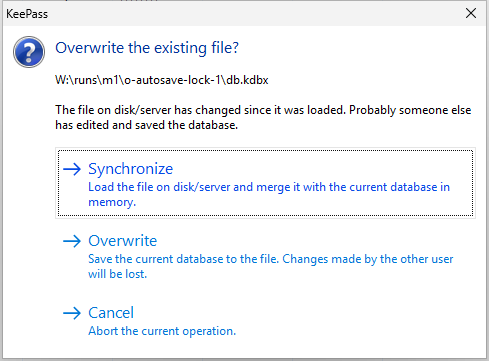 KeePass
Overwrite the existing file?
W:\runs\m1\o-autosave-lock-1\db.kdbx
The file on disk/server has changed since it was loaded. Probably someone else
has edited and saved the database.
Synchronize
Load the file on disk/server and merge it with the current database in
memory.
Overwrite
Save the current database to the file. Changes made by the other user
will be lost.
Cancel
Abort the current operation.